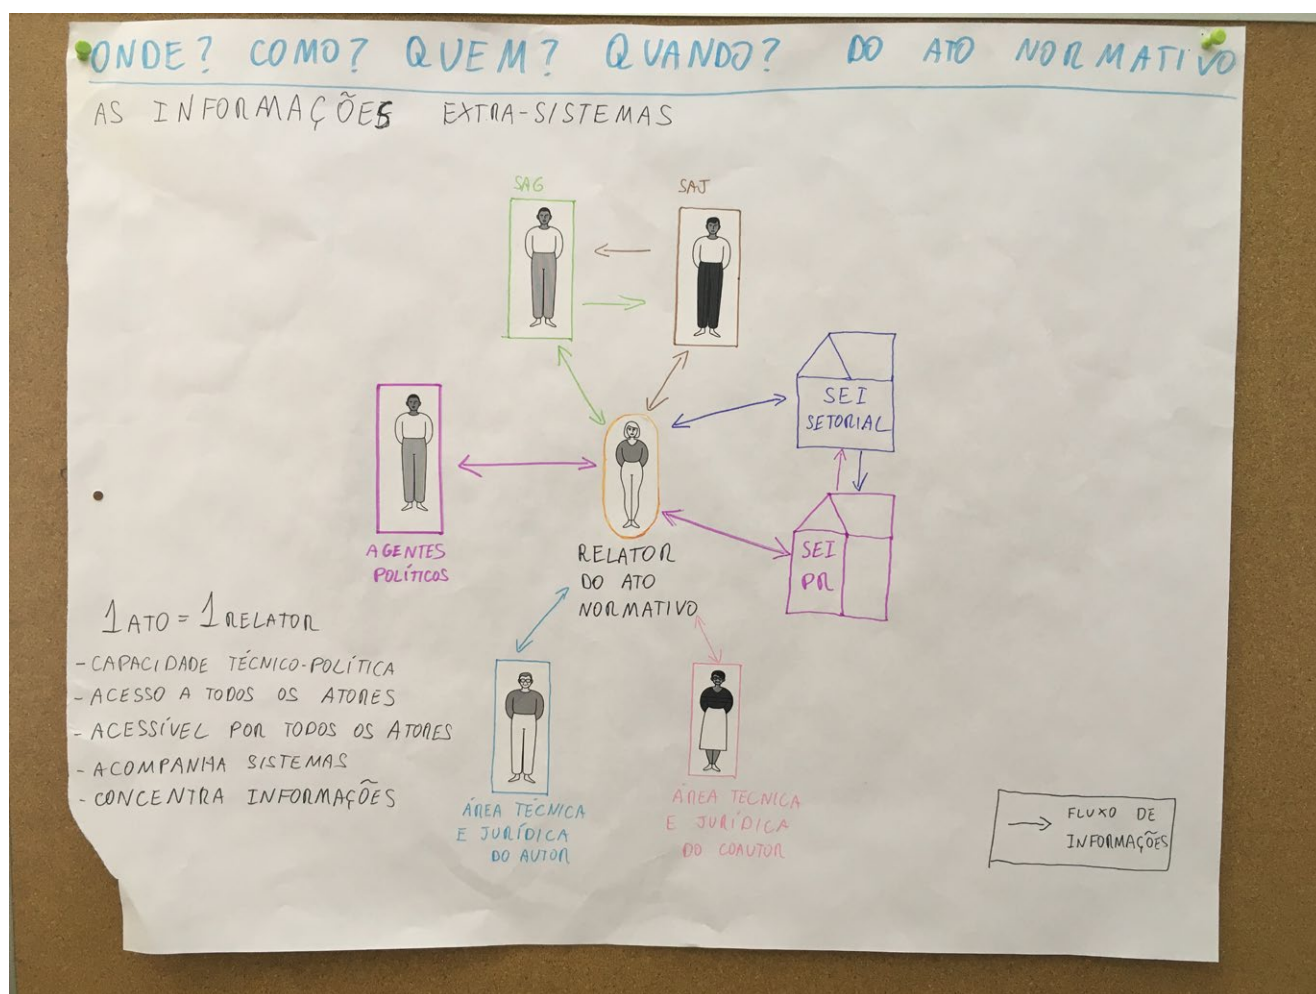 ONDE? COMO? QUEM? QUANDO? DO ATO NORMATIVO
AS INFORMAÇÕES EXTRA-SISTEMAS
SAG
SAJ
SEI
SETORIAL
AGENTES
POLÍTICOS
RELATOR
DO ATO
NORMATIVO
SEI
PR
1 ATO = 1 RELATOR
- CAPACIDADE TÉCNICO-POLÍTICA
- ACESSO A TODOS OS ATORES
- ACESSÍVEL POR TODOS OS ATORES
- ACOMPANHA SISTEMAS
- CONCENTRA INFORMAÇÕES
ÁREA TÉCNICA
E JURÍDICA
DO AUTOR
ÁREA TÉCNICA
E JURÍDICA
DO COAUTOR
FLUXO DE
INFORMAÇÕES